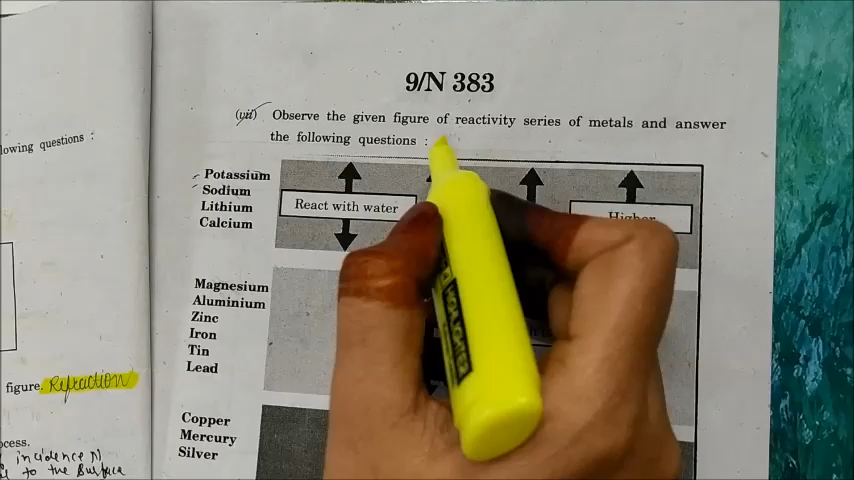 9/N 383
(vii) Observe the given figure of reactivity series of metals and answer
the following questions :
lowing questions :
Potassium
Sodium
Lithium
Calcium
React with water
Higher
Magnesium
Aluminium
Zinc
Iron
Tin
Lead
figure. Refraction
Copper
Mercury
Silver
incidence N
to the Surface